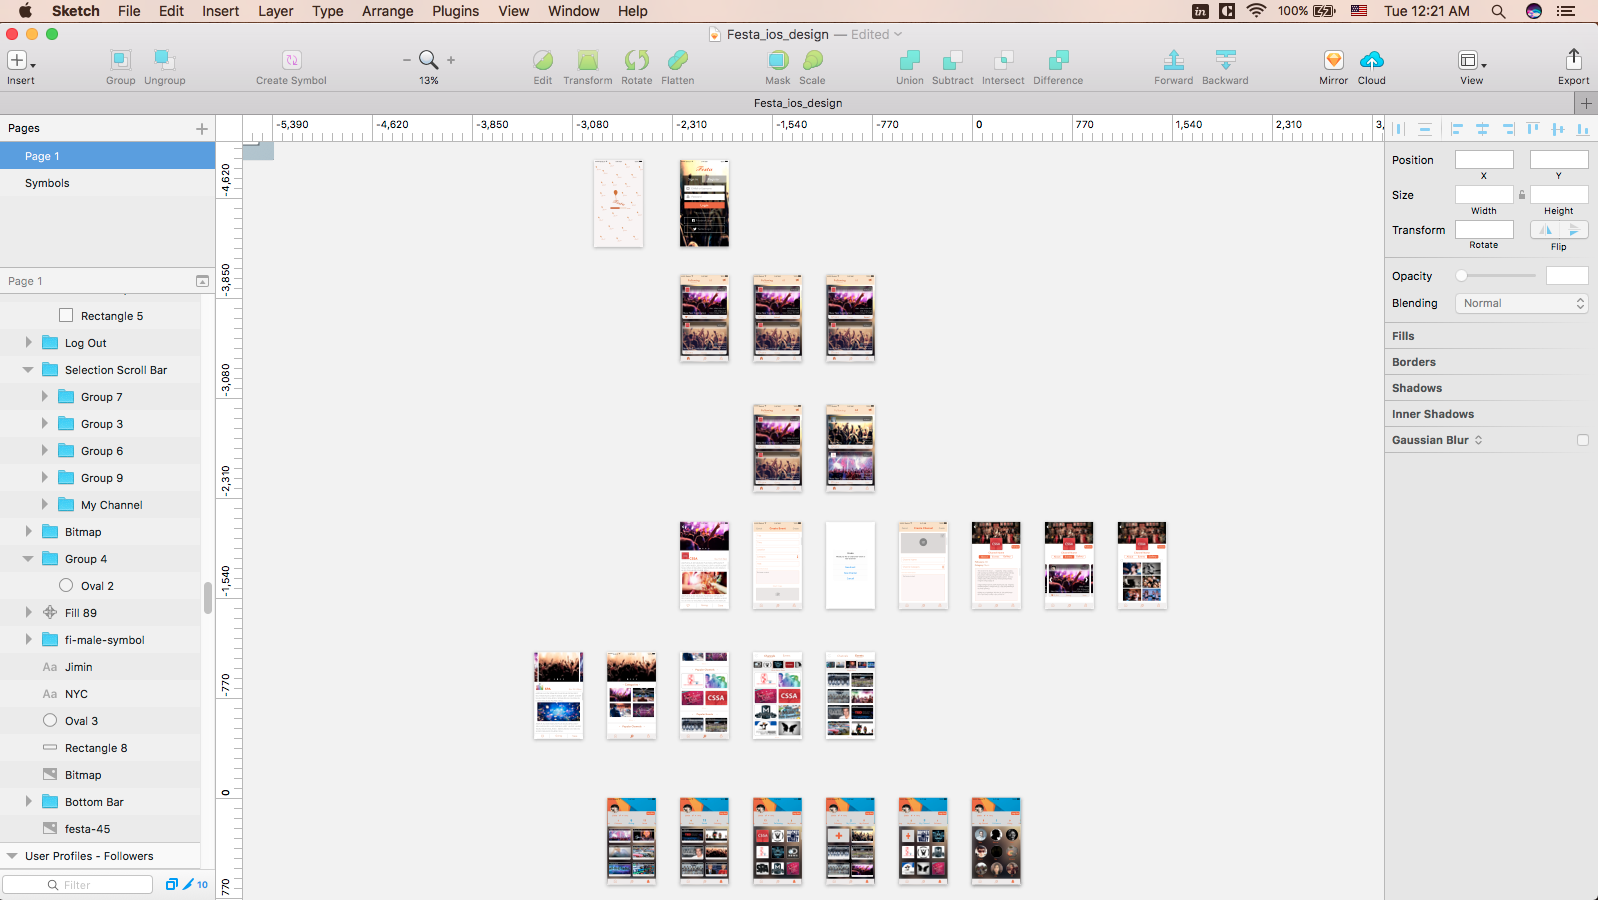 Sketch File Edit Insert Layer Type Arrange Plugins View Window Help
100% Tue 12:21 AM
Festa_ios_design — Edited
Insert Group Ungroup Create Symbol 13% Edit Transform Rotate Flatten Mask Scale Union Subtract Intersect Difference Forward Backward Mirror Cloud View Export
Festa_ios_design
Pages
Page 1
Symbols
Page 1
Rectangle 5
Log Out
Selection Scroll Bar
Group 7
Group 3
Group 6
Group 9
My Channel
Bitmap
Group 4
Oval 2
Fill 89
fi-male-symbol
Aa Jimin
Aa NYC
Oval 3
Rectangle 8
Bitmap
Bottom Bar
festa-45
User Profiles - Followers
Filter 10
-5,390 -4,620 -3,850 -3,080 -2,310 -1,540 -770 0 770 1,540 2,310 3,
-4,620
-3,850
-3,080
-2,310
-1,540
-770
0
770
Festa
CSSA
CSSA
Position
X Y
Size
Width Height
Transform
Rotate Flip
Opacity
Blending Normal
Fills
Borders
Shadows
Inner Shadows
Gaussian Blur